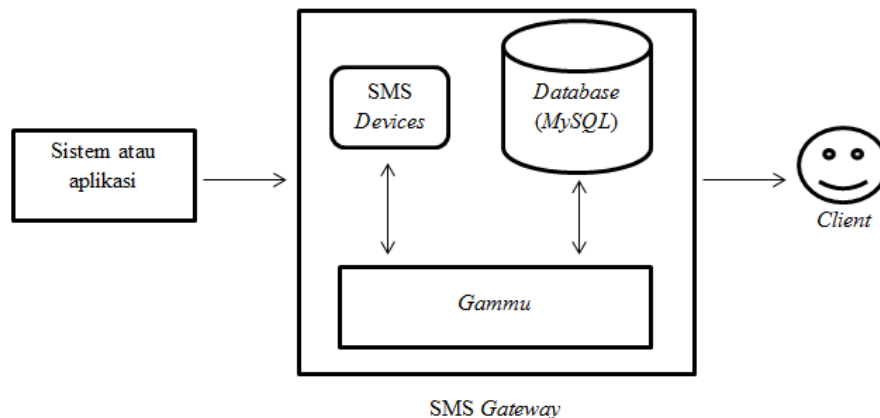 Sistem atau
aplikasi
SMS
Devices
Database
(MySQL)
Gammu
Client
SMS Gateway